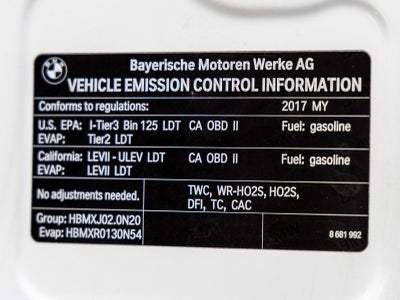 BMW
Bayerische Motoren Werke AG
VEHICLE EMISSION CONTROL INFORMATION
Conforms to regulations: 2017 MY
U.S. EPA: I-Tier3 Bin 125 LDT CA OBD II Fuel: gasoline
EVAP: Tier2 LDT
California: LEVII - ULEV LDT CA OBD II Fuel: gasoline
EVAP: LEVII LDT
No adjustments needed.
TWC, WR-HO2S, HO2S,
DFI, TC, CAC
Group: HBMXJ02.0N20
Evap: HBMXR0130N54
8 681 992